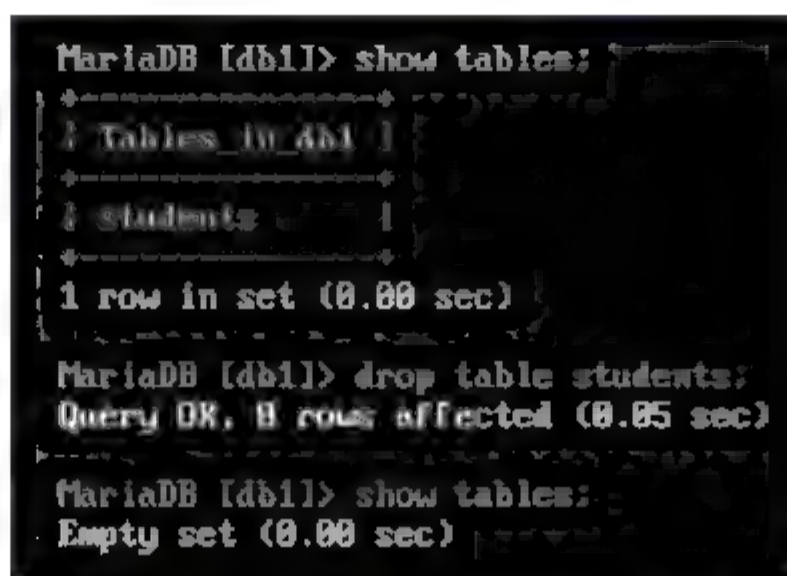 MariaDB [db1]> show tables;
+----------------+
| Tables_in_db1 |
+----------------+
| students |
+----------------+
1 row in set (0.00 sec)
MariaDB [db1]> drop table students;
Query OK, 0 rows affected (0.05 sec)
MariaDB [db1]> show tables;
Empty set (0.00 sec)